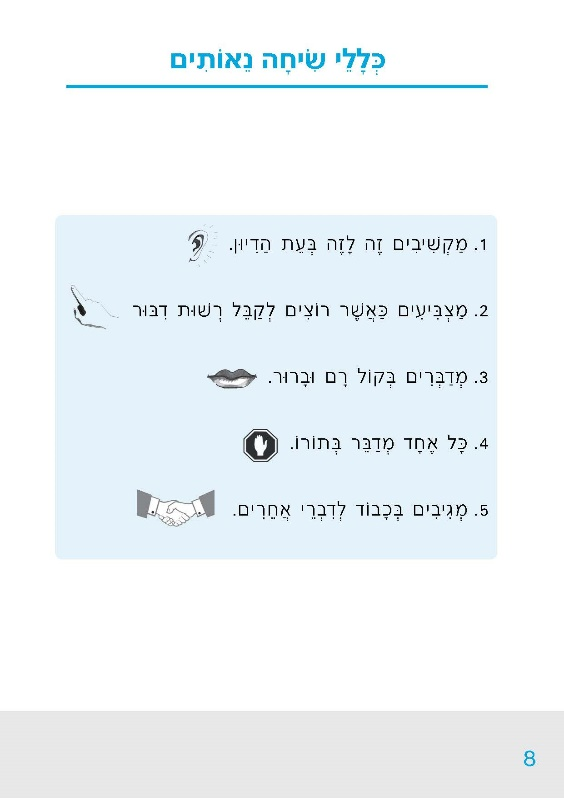 כְּלָלֵי שִׂיחָה נֵאוֹתִים
1. מַקְשִׁיבִים זֶה לָזֶה בְּעֵת הַדִּיוּן.
2. מַצְבִּיעִים כַּאֲשֶׁר רוֹצִים לְקַבֵּל רְשׁוּת דִּבּוּר
3. מְדַבְּרִים בְּקוֹל רָם וּבָרוּר.
4. כָּל אֶחָד מְדַבֵּר בְּתוֹרוֹ.
5. מְגִיבִים בְּכָבוֹד לְדִבְרֵי אֲחֵרִים.
8